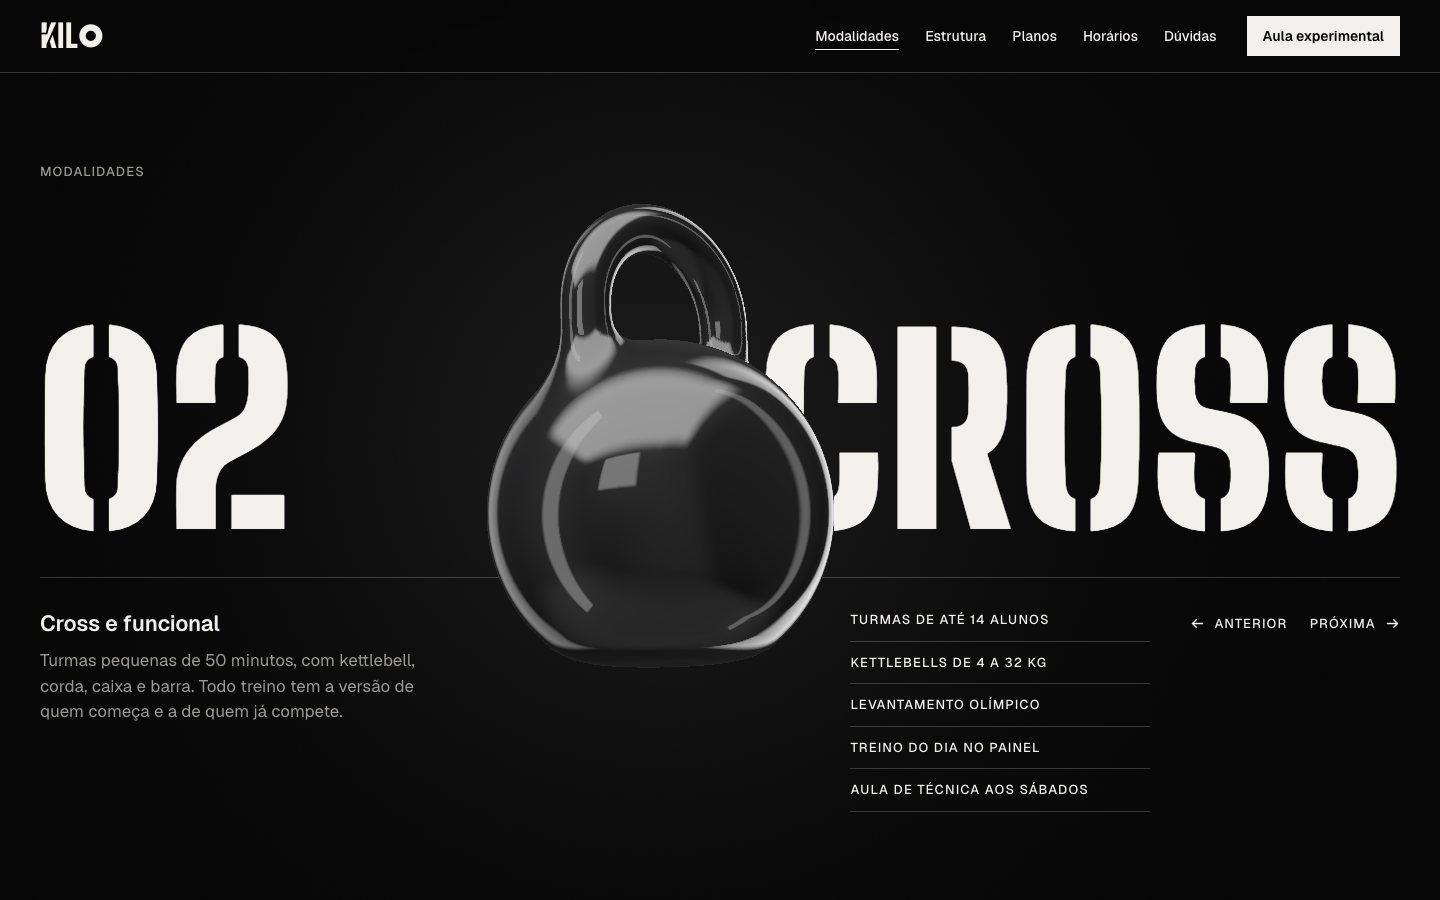 KILO
Modalidades
Estrutura
Planos
Horários
Dúvidas
Aula experimental
MODALIDADES
02
CROSS
Cross e funcional
Turmas pequenas de 50 minutos, com kettlebell,
corda, caixa e barra. Todo treino tem a versão de
quem começa e a de quem já compete.
TURMAS DE ATÉ 14 ALUNOS
KETTLEBELLS DE 4 A 32 KG
LEVANTAMENTO OLÍMPICO
TREINO DO DIA NO PAINEL
AULA DE TÉCNICA AOS SÁBADOS
← ANTERIOR
PRÓXIMA →